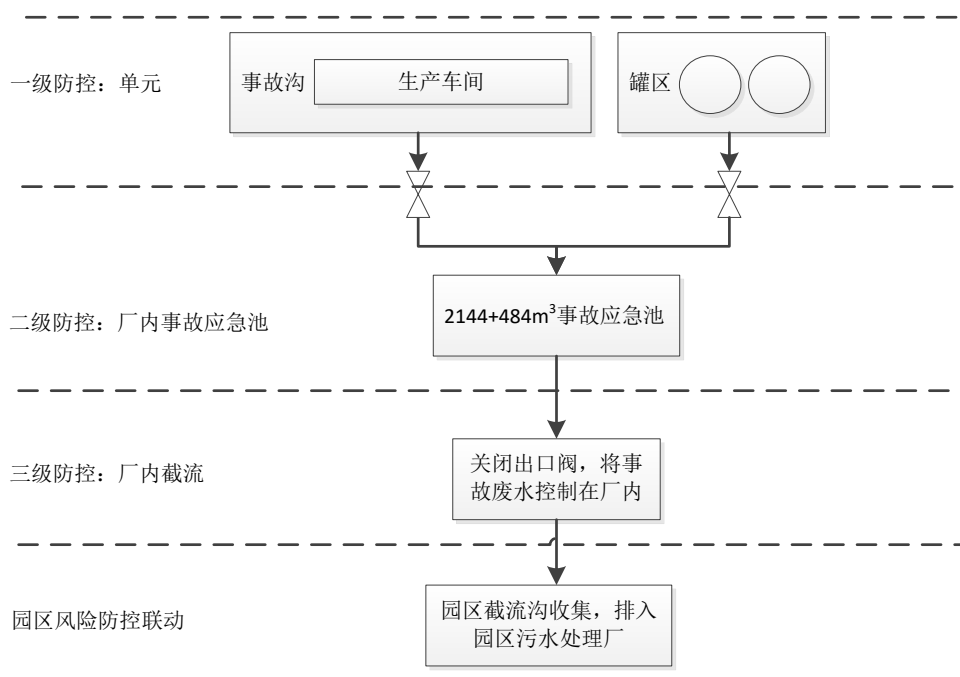 一级防控：单元
事故沟
生产车间
罐区
二级防控：厂内事故应急池
2144+484m³事故应急池
三级防控：厂内截流
关闭出口阀，将事
故废水控制在厂内
园区风险防控联动
园区截流沟收集，排入
园区污水处理厂